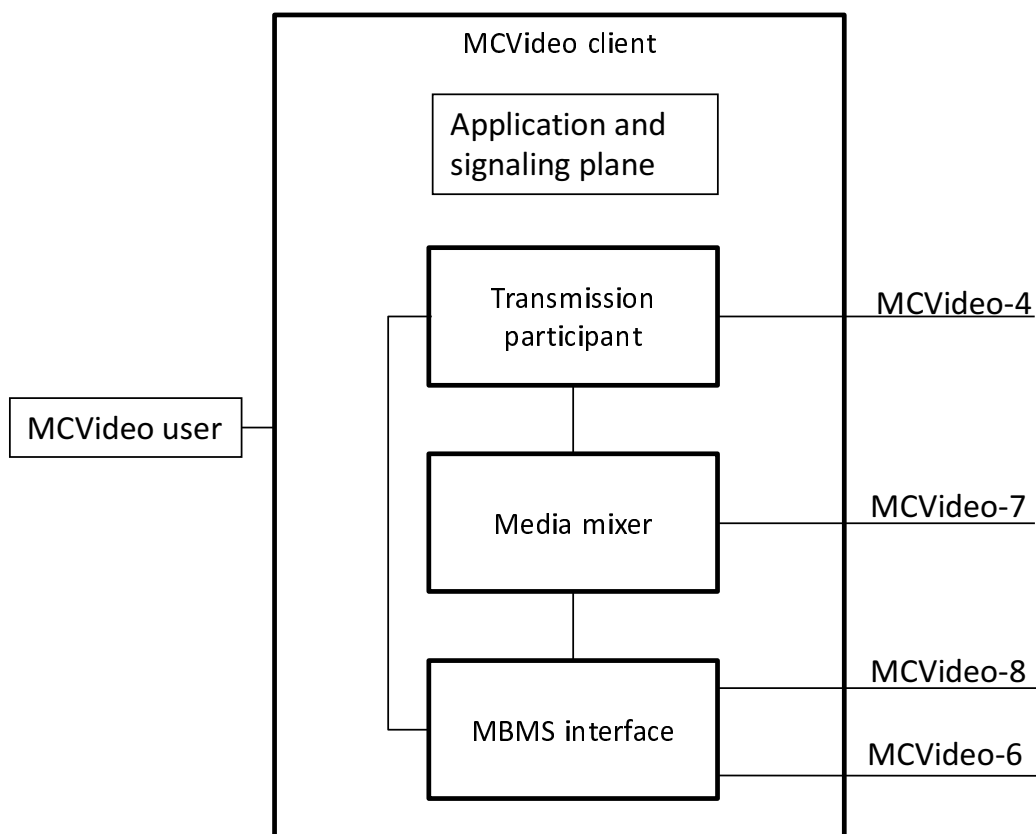 MCVideo client
Application and
signaling plane
Transmission
participant
MCVideo-4
MCVideo user
Media mixer
MCVideo-7
MBMS interface
MCVideo-8
MCVideo-6